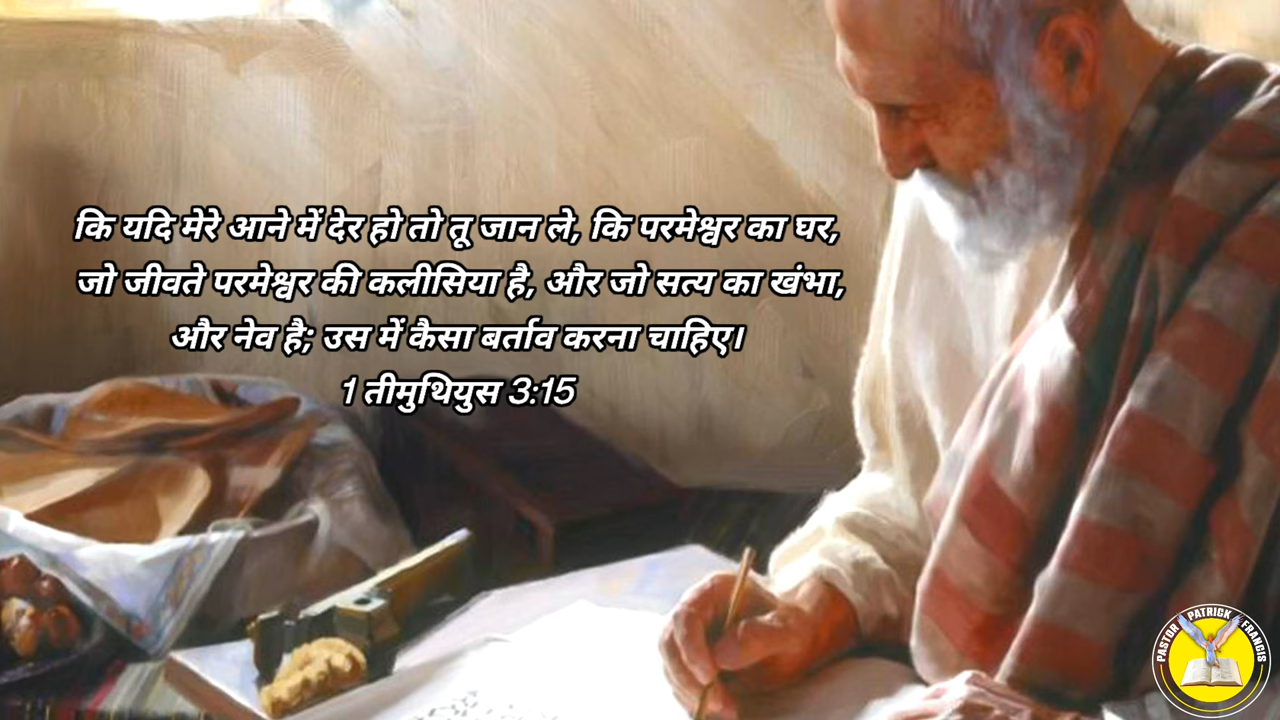 कि यदि मेरे आने में देर हो तो तू जान ले, कि परमेश्वर का घर,
जो जीवते परमेश्वर की कलीसिया है, और जो सत्य का खंभा,
और नेव है; उस में कैसा बर्ताव करना चाहिए।
1 तीमुथियुस 3:15
PASTOR PATRICK FRANCIS